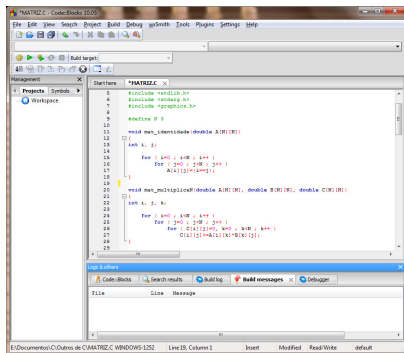 *MATRIZ.C - Code::Blocks 10.05
File Edit View Search Project Build Debug wxSmith Tools Plugins Settings Help
Build target:
Management
Projects Symbols
Workspace
Start here *MATRIZ.C
5 #include <stdlib.h>
6 #include <stdarg.h>
7 #include <graphics.h>
8
9 #define N 3
10
11 void mat_identidade(double A[N][N])
12 {
13 int i, j;
14
15 for ( i=0 ; i<N ; i++ )
16 for ( j=0 ; j<N ; j++ )
17 A[i][j]=(i==j);
18 }
19
20 void mat_multiplicaN(double A[N][N], double B[N][N], double C[N][N])
21 {
22 int i, j, k;
23
24 for ( i=0 ; i<N ; i++ )
25 for ( j=0 ; j<N ; j++ )
26 for ( C[i][j]=0, k=0 ; k<N ; k++ )
27 C[i][j]+=A[i][k]*B[k][j];
28 }
29
Logs & others
Code::Blocks Search results Build log Build messages Debugger
File Line Message
E:\Documentos\C\Outros de C\MATRIZ.C WINDOWS-1252 Line 19, Column 1 Insert Modified Read/Write default